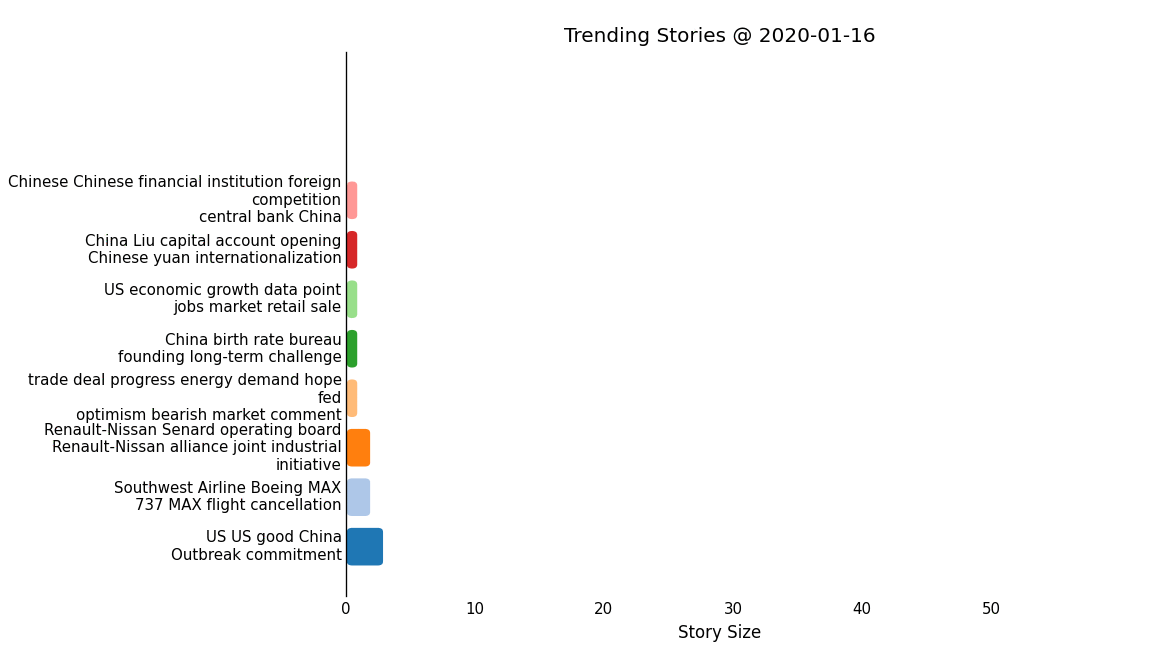 Trending Stories @ 2020-01-16
Chinese Chinese financial institution foreign
competition
central bank China
China Liu capital account opening
Chinese yuan internationalization
US economic growth data point
jobs market retail sale
China birth rate bureau
founding long-term challenge
trade deal progress energy demand hope
fed
optimism bearish market comment
Renault-Nissan Senard operating board
Renault-Nissan alliance joint industrial
initiative
Southwest Airline Boeing MAX
737 MAX flight cancellation
US US good China
Outbreak commitment
0 10 20 30 40 50
Story Size